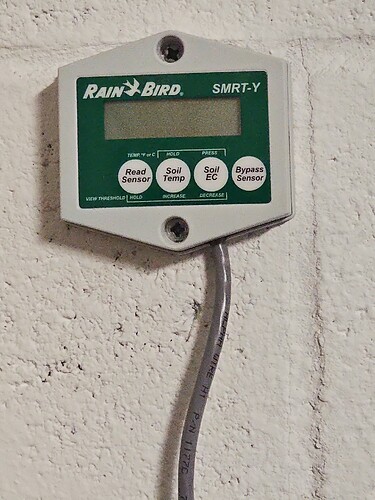 RAIN BIRD®
SMRT-Y
TEMP. °F or C
HOLD
PRESS
Read Sensor
Soil Temp
Soil EC
Bypass Sensor
VIEW THRESHOLD
HOLD
INCREASE
DECREASE